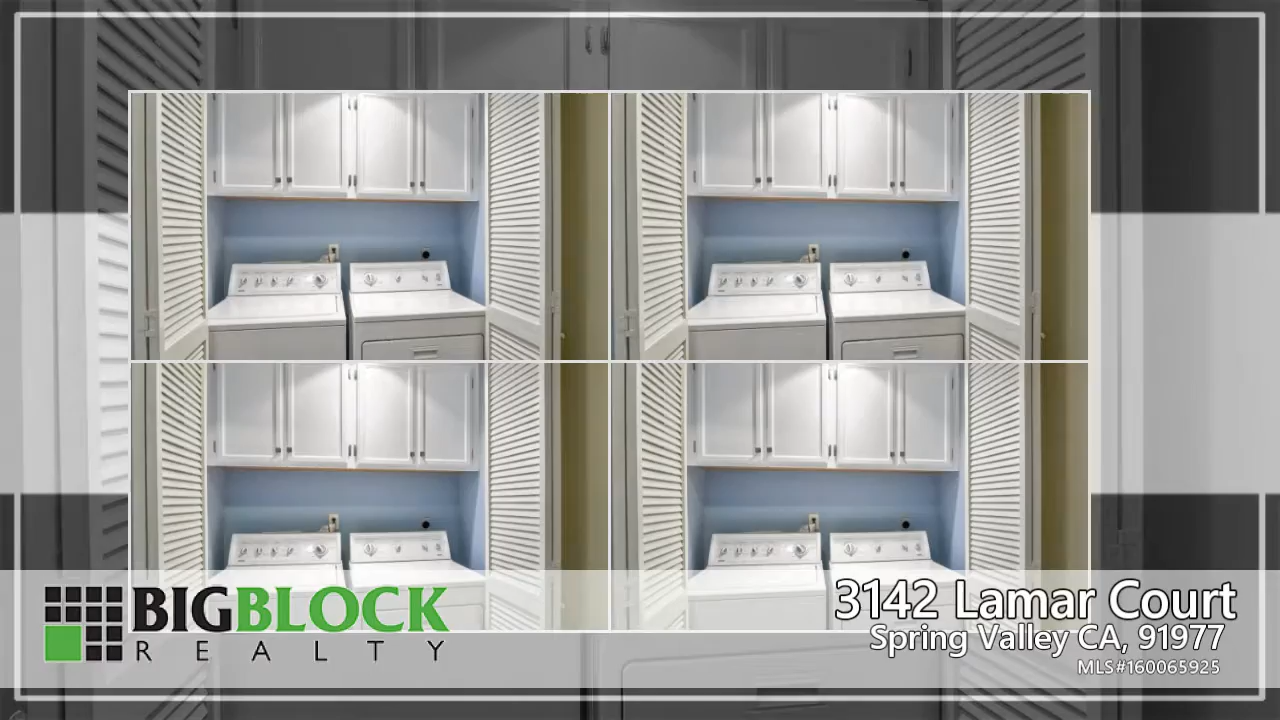 BIGBLOCK
REALTY
3142 Lamar Court
Spring Valley CA, 91977
MLS#160065925